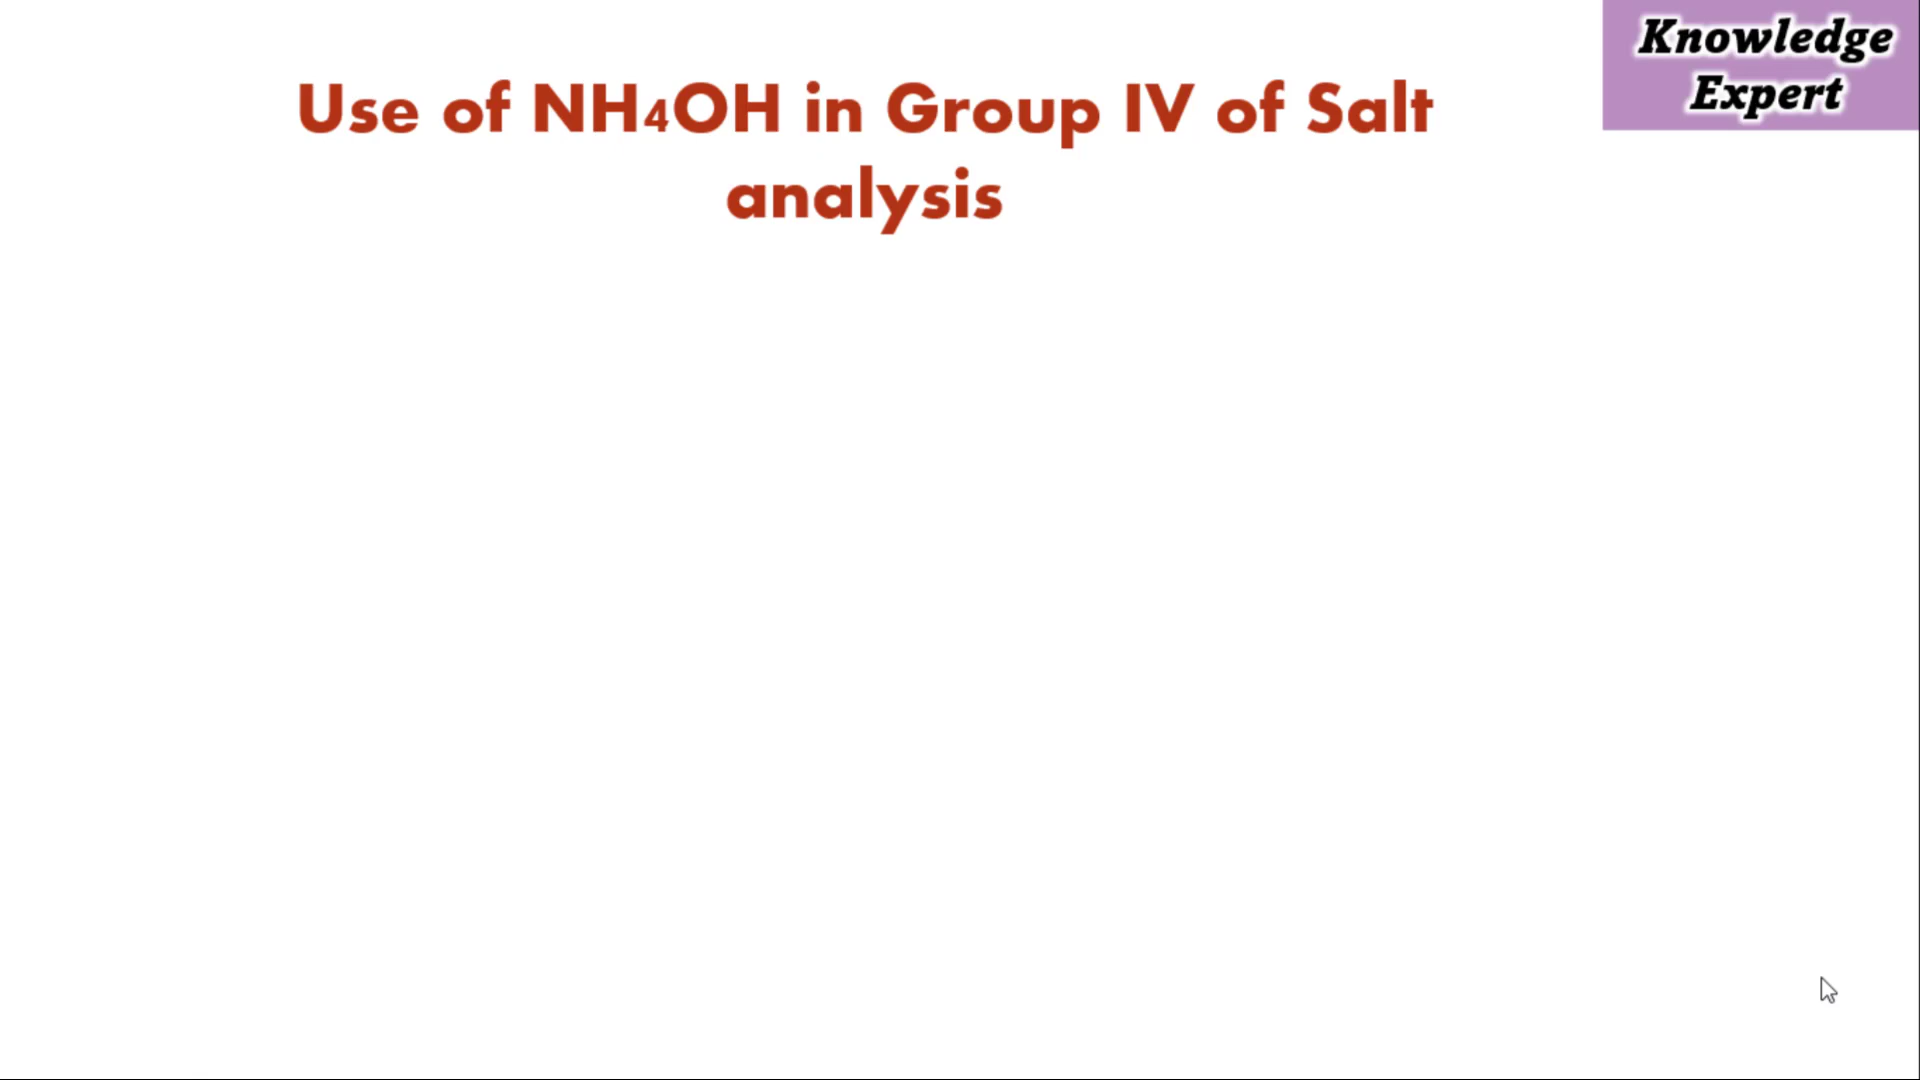 Knowledge
Expert
Use of NH₄OH in Group IV of Salt
analysis